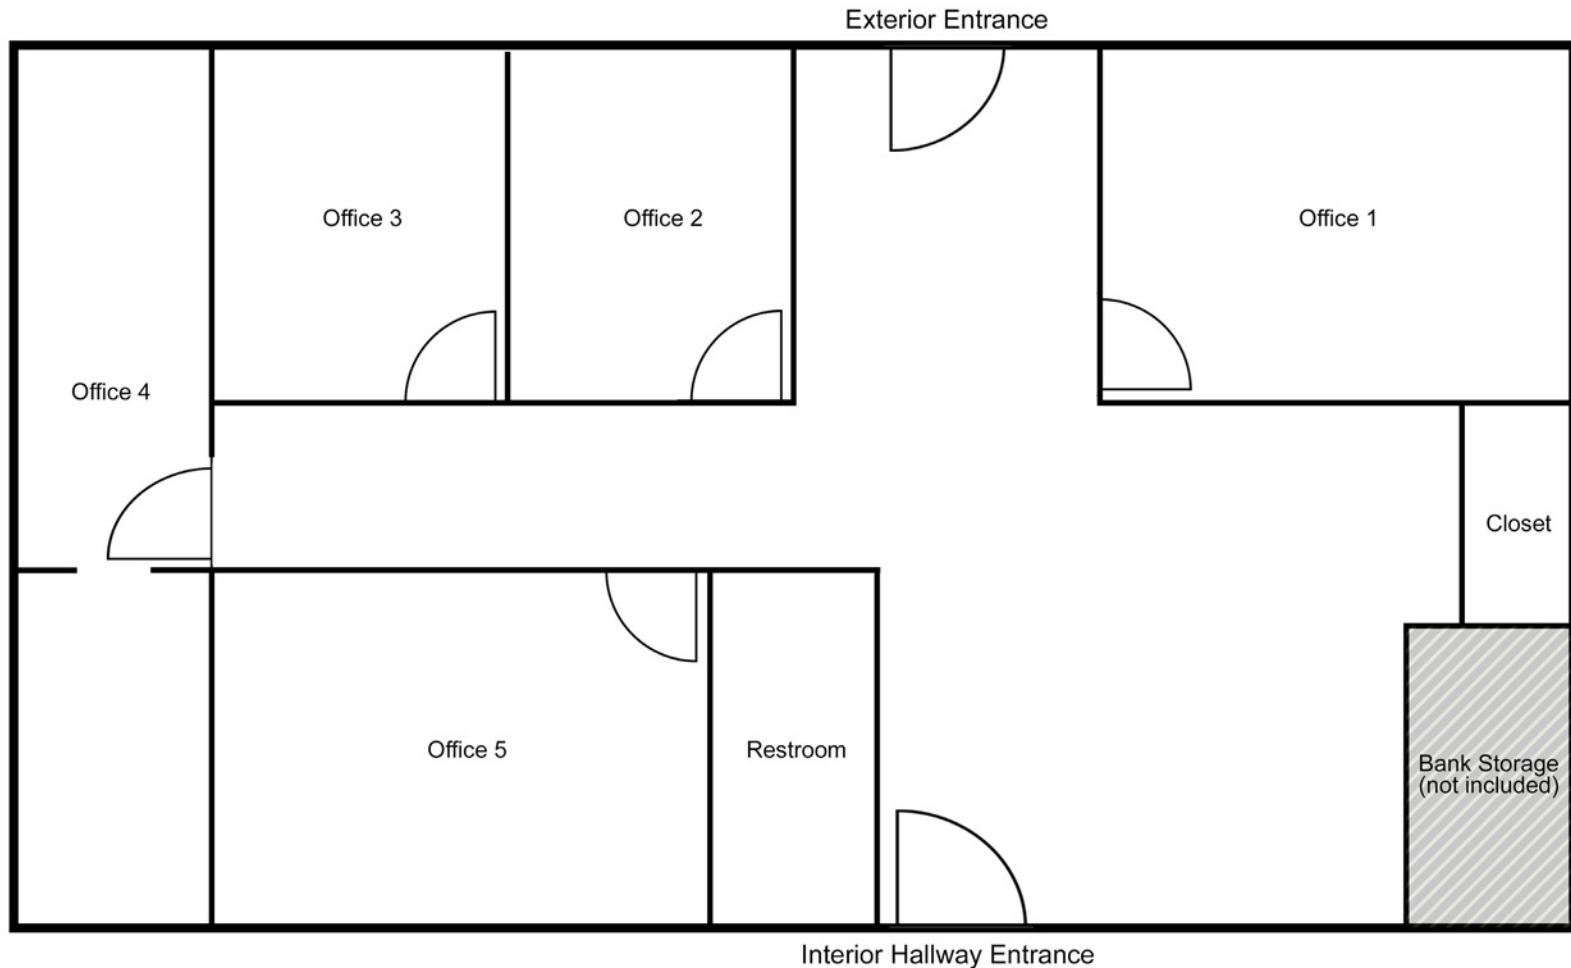 Exterior Entrance
Office 3
Office 2
Office 1
Office 4
Closet
Office 5
Restroom
Bank Storage
(not included)
Interior Hallway Entrance